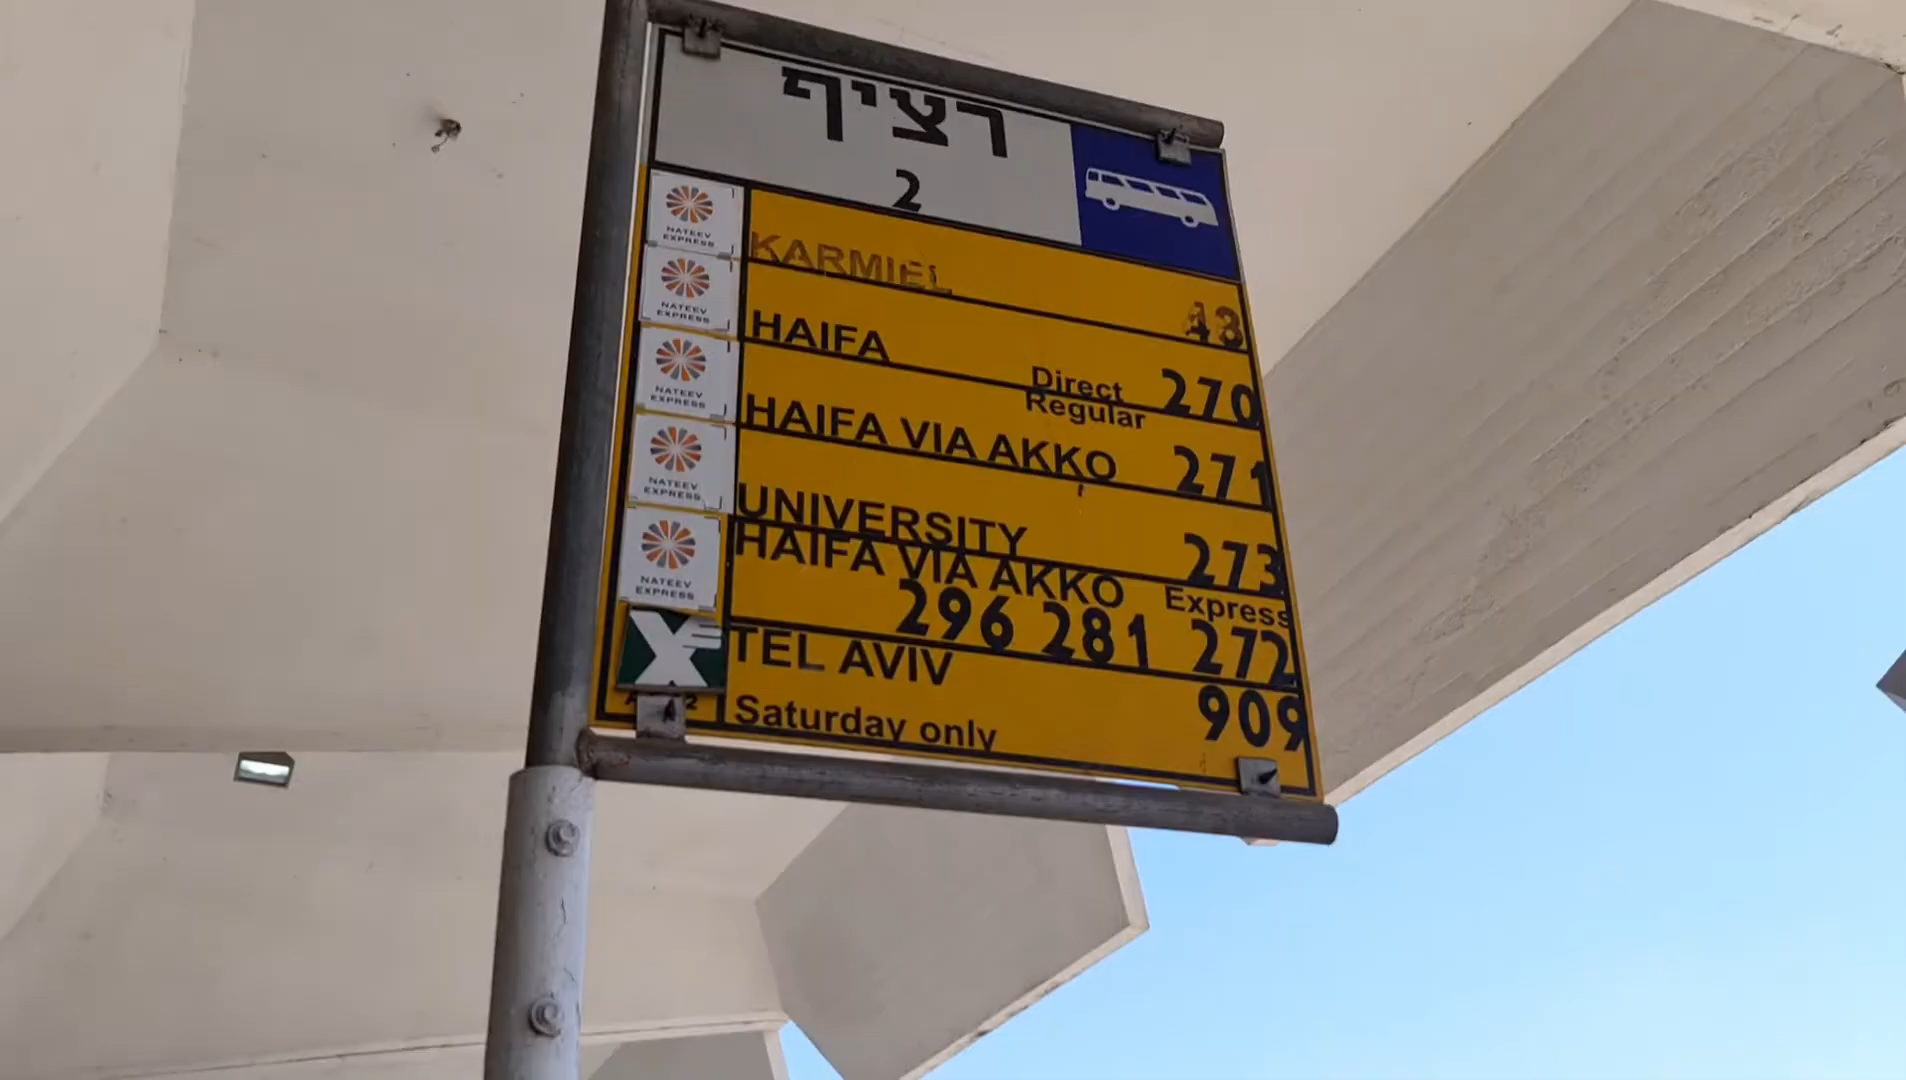 רציף
2
NATEEV
EXPRESS
KARMIEL 43
NATEEV
EXPRESS
HAIFA Direct 270
NATEEV
EXPRESS
HAIFA VIA AKKO Regular 271
NATEEV
EXPRESS
UNIVERSITY 273
NATEEV
EXPRESS
HAIFA VIA AKKO Express
296 281 272
TEL AVIV 909
Saturday only